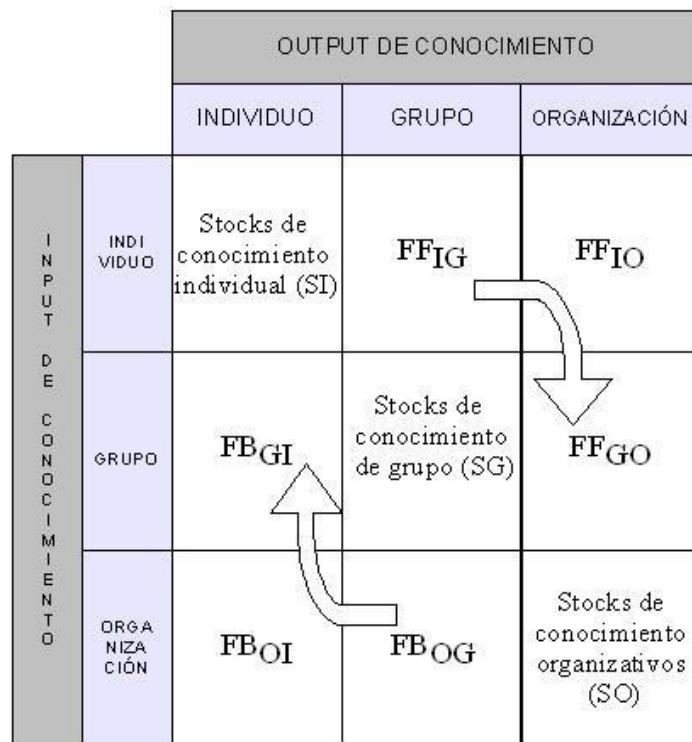 OUTPUT DE CONOCIMIENTO
INDIVIDUO
GRUPO
ORGANIZACIÓN
INPUT DE CONOCIMIENTO
INDI
VIDUO
Stocks de
conocimiento
individual (SI)
FFIG
FFIO
GRUPO
FBGI
Stocks de
conocimiento
de grupo (SG)
FFGO
ORGA
NIZA
CIÓN
FBOI
FBOG
Stocks de
conocimiento
organizativos
(SO)